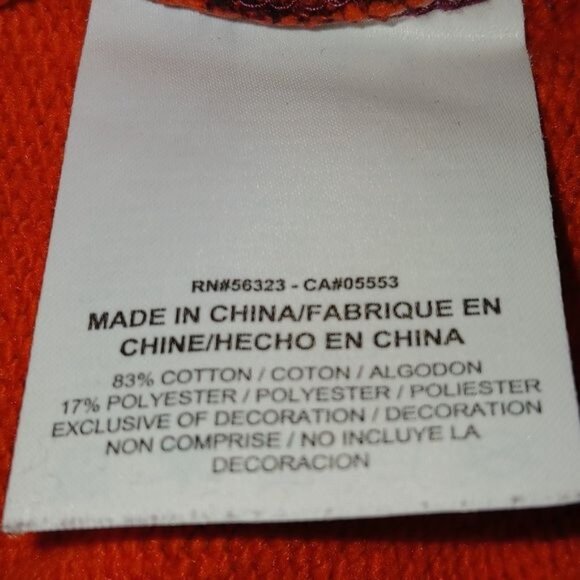 RN#56323 - CA#05553
MADE IN CHINA/FABRIQUE EN
CHINE/HECHO EN CHINA
83% COTTON / COTON / ALGODON
17% POLYESTER / POLYESTER / POLIESTER
EXCLUSIVE OF DECORATION / DECORATION
NON COMPRISE / NO INCLUYE LA
DECORACION